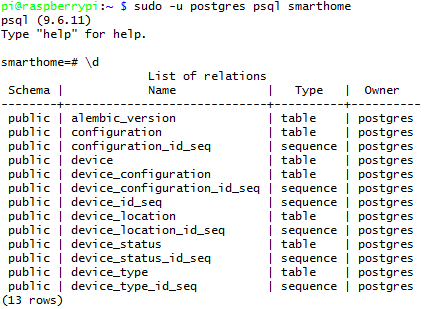 pi@raspberrypi:~ $ sudo -u postgres psql smarthome
psql (9.6.11)
Type "help" for help.

smarthome=# \d
                   List of relations
 Schema |            Name             |   Type   |  Owner
--------+-----------------------------+----------+----------
 public | alembic_version             | table    | postgres
 public | configuration               | table    | postgres
 public | configuration_id_seq        | sequence | postgres
 public | device                      | table    | postgres
 public | device_configuration        | table    | postgres
 public | device_configuration_id_seq | sequence | postgres
 public | device_id_seq               | sequence | postgres
 public | device_location             | table    | postgres
 public | device_location_id_seq      | sequence | postgres
 public | device_status               | table    | postgres
 public | device_status_id_seq        | sequence | postgres
 public | device_type                 | table    | postgres
 public | device_type_id_seq          | sequence | postgres
(13 rows)